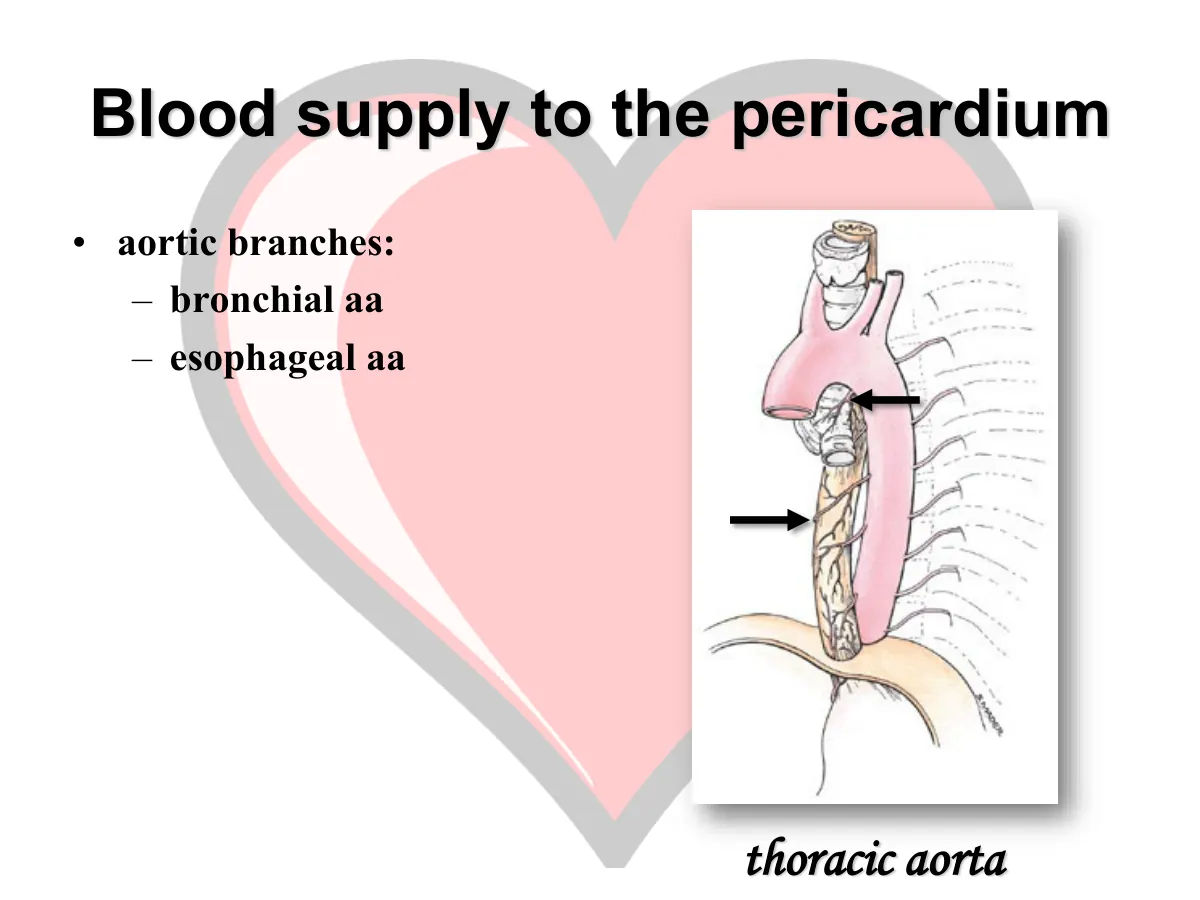 Blood supply to the pericardium
• aortic branches:
– bronchial aa
– esophageal aa
thoracic aorta